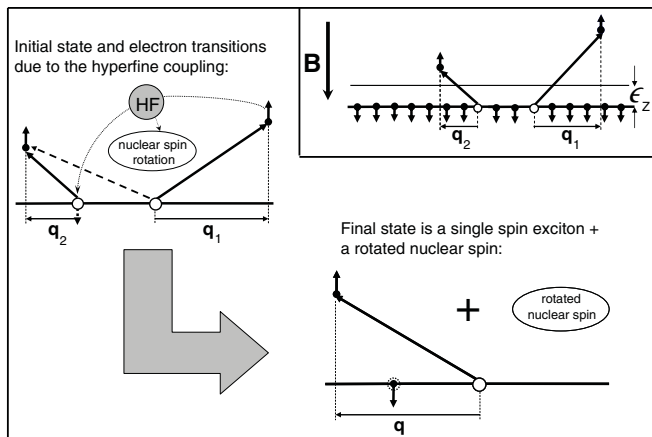 Initial state and electron transitions
due to the hyperfine coupling:
HF
nuclear spin
rotation
q2
q1
B
ϵZ
q2
q1
Final state is a single spin exciton +
a rotated nuclear spin:
+
rotated
nuclear spin
q